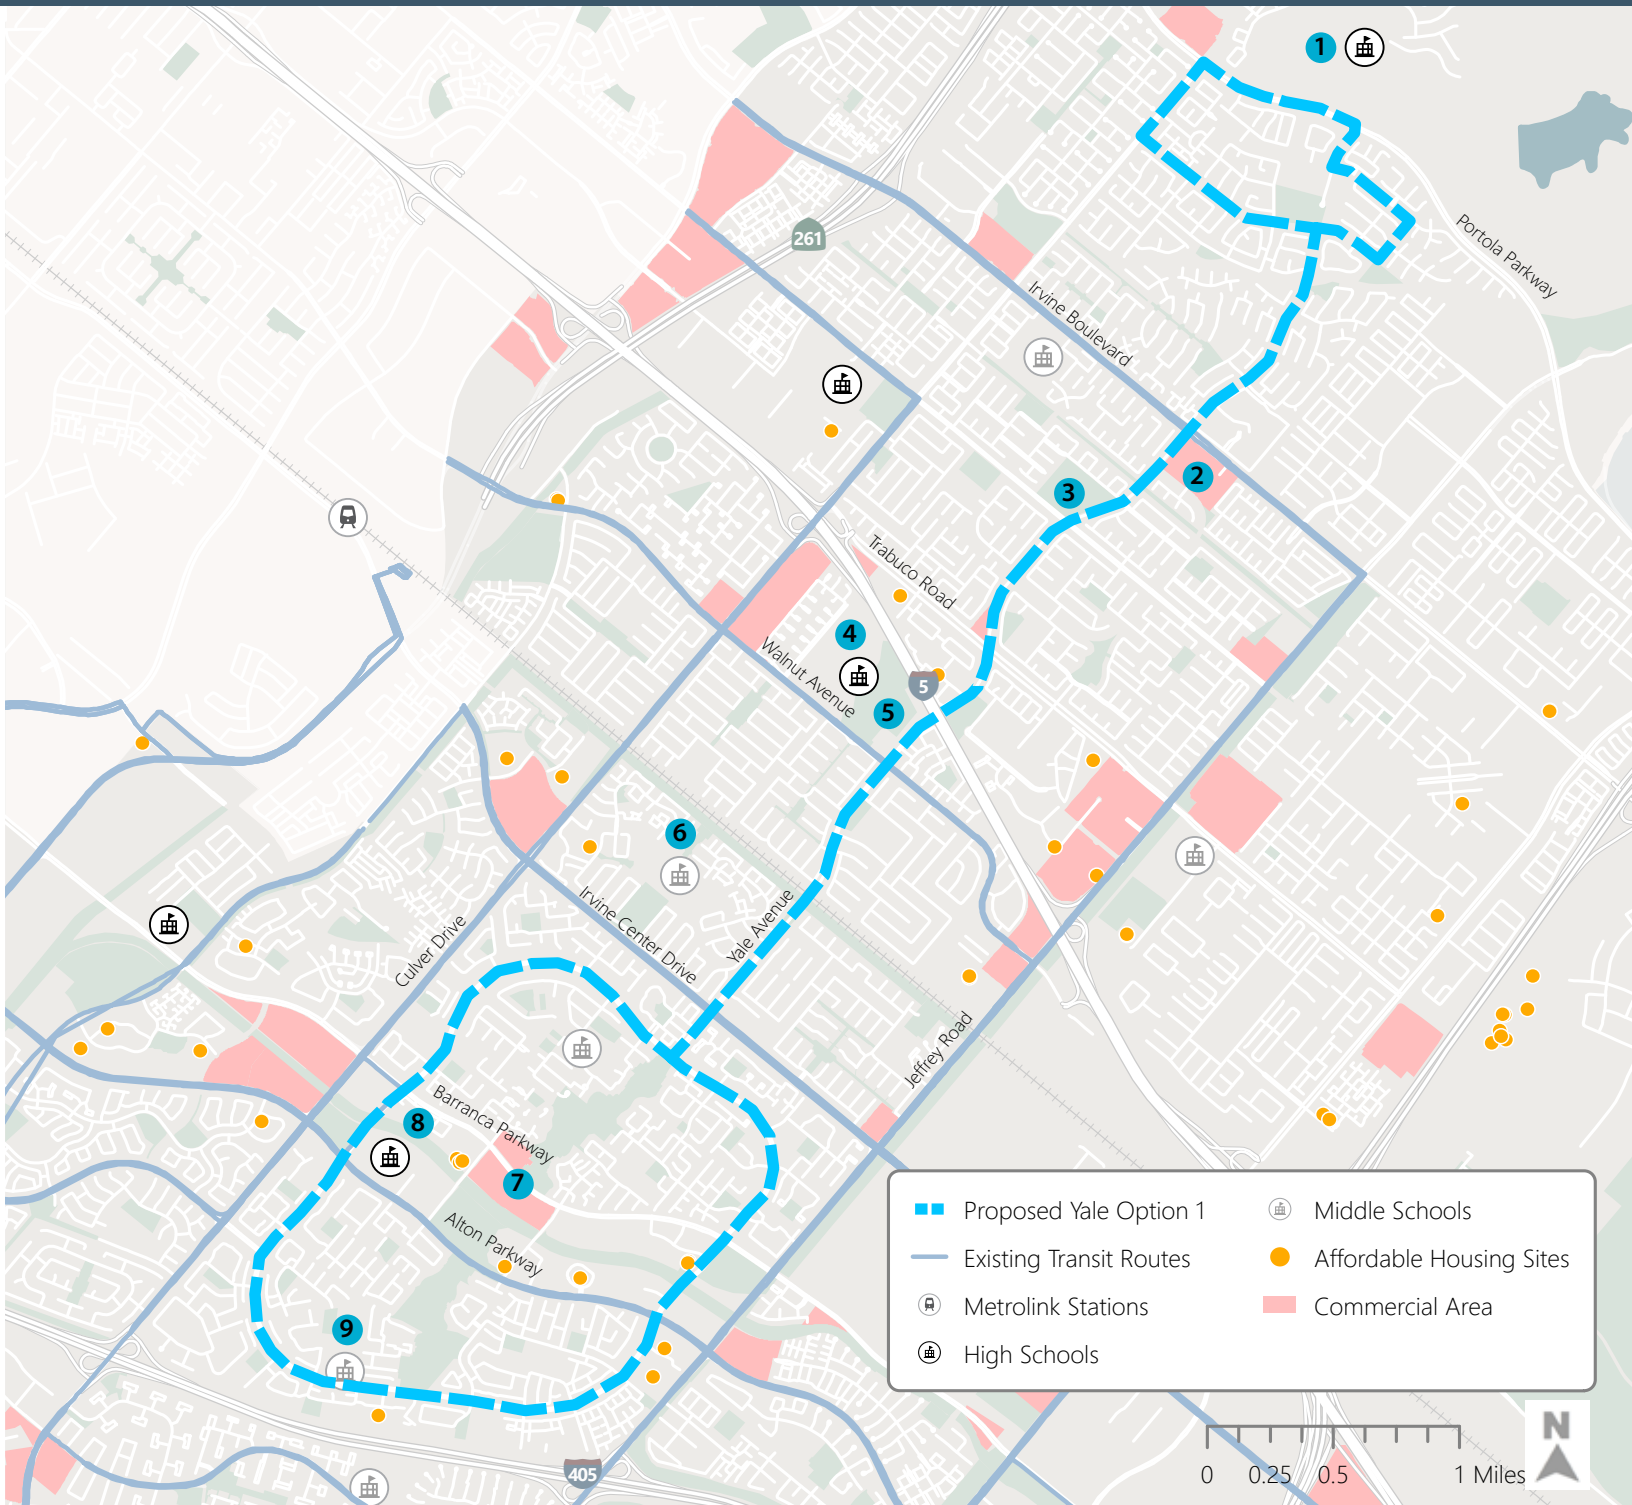 1
261
Portola Parkway
Irvine Boulevard
2
3
Trabuco Road
4
Walnut Avenue
5
5
6
Irvine Center Drive
Yale Avenue
Culver Drive
Jeffrey Road
Barranca Parkway
8
7
Alton Parkway
9
405
Proposed Yale Option 1
Existing Transit Routes
Metrolink Stations
High Schools
Middle Schools
Affordable Housing Sites
Commercial Area
0 0.25 0.5 1 Miles
N